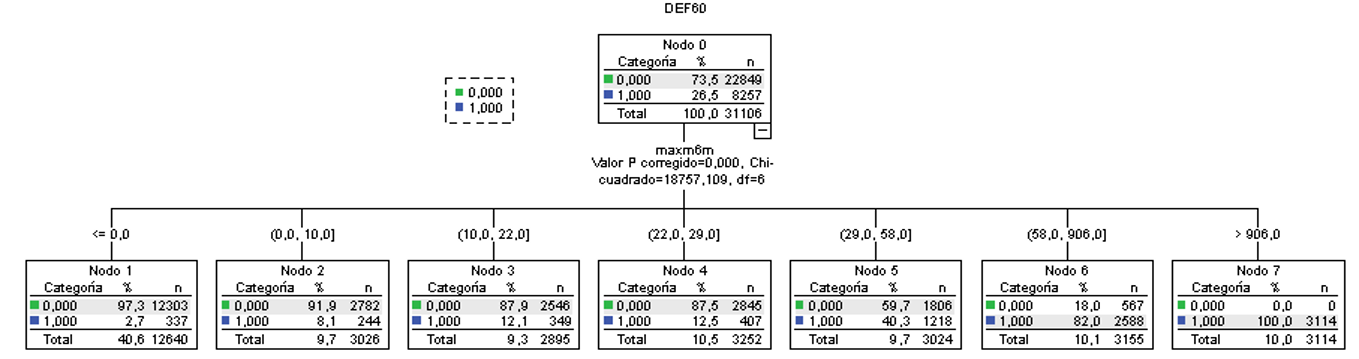 DEF60
Nodo 0
Categoría % n
0,000 73,5 22849
1,000 26,5 8257
Total 100,0 31106
0,000
1,000
maxm6m
Valor P corregido=0,000, Chi-
cuadrado=18757,109, df=6
<= 0,0
(0,0, 10,0]
(10,0, 22,0]
(22,0, 29,0]
(29,0, 58,0]
(58,0, 906,0]
> 906,0
Nodo 1
Categoría % n
0,000 97,3 12303
1,000 2,7 337
Total 40,6 12640
Nodo 2
Categoría % n
0,000 91,9 2782
1,000 8,1 244
Total 9,7 3026
Nodo 3
Categoría % n
0,000 87,9 2546
1,000 12,1 349
Total 9,3 2895
Nodo 4
Categoría % n
0,000 87,5 2845
1,000 12,5 407
Total 10,5 3252
Nodo 5
Categoría % n
0,000 59,7 1806
1,000 40,3 1218
Total 9,7 3024
Nodo 6
Categoría % n
0,000 18,0 567
1,000 82,0 2588
Total 10,1 3155
Nodo 7
Categoría % n
0,000 0,0 0
1,000 100,0 3114
Total 10,0 3114